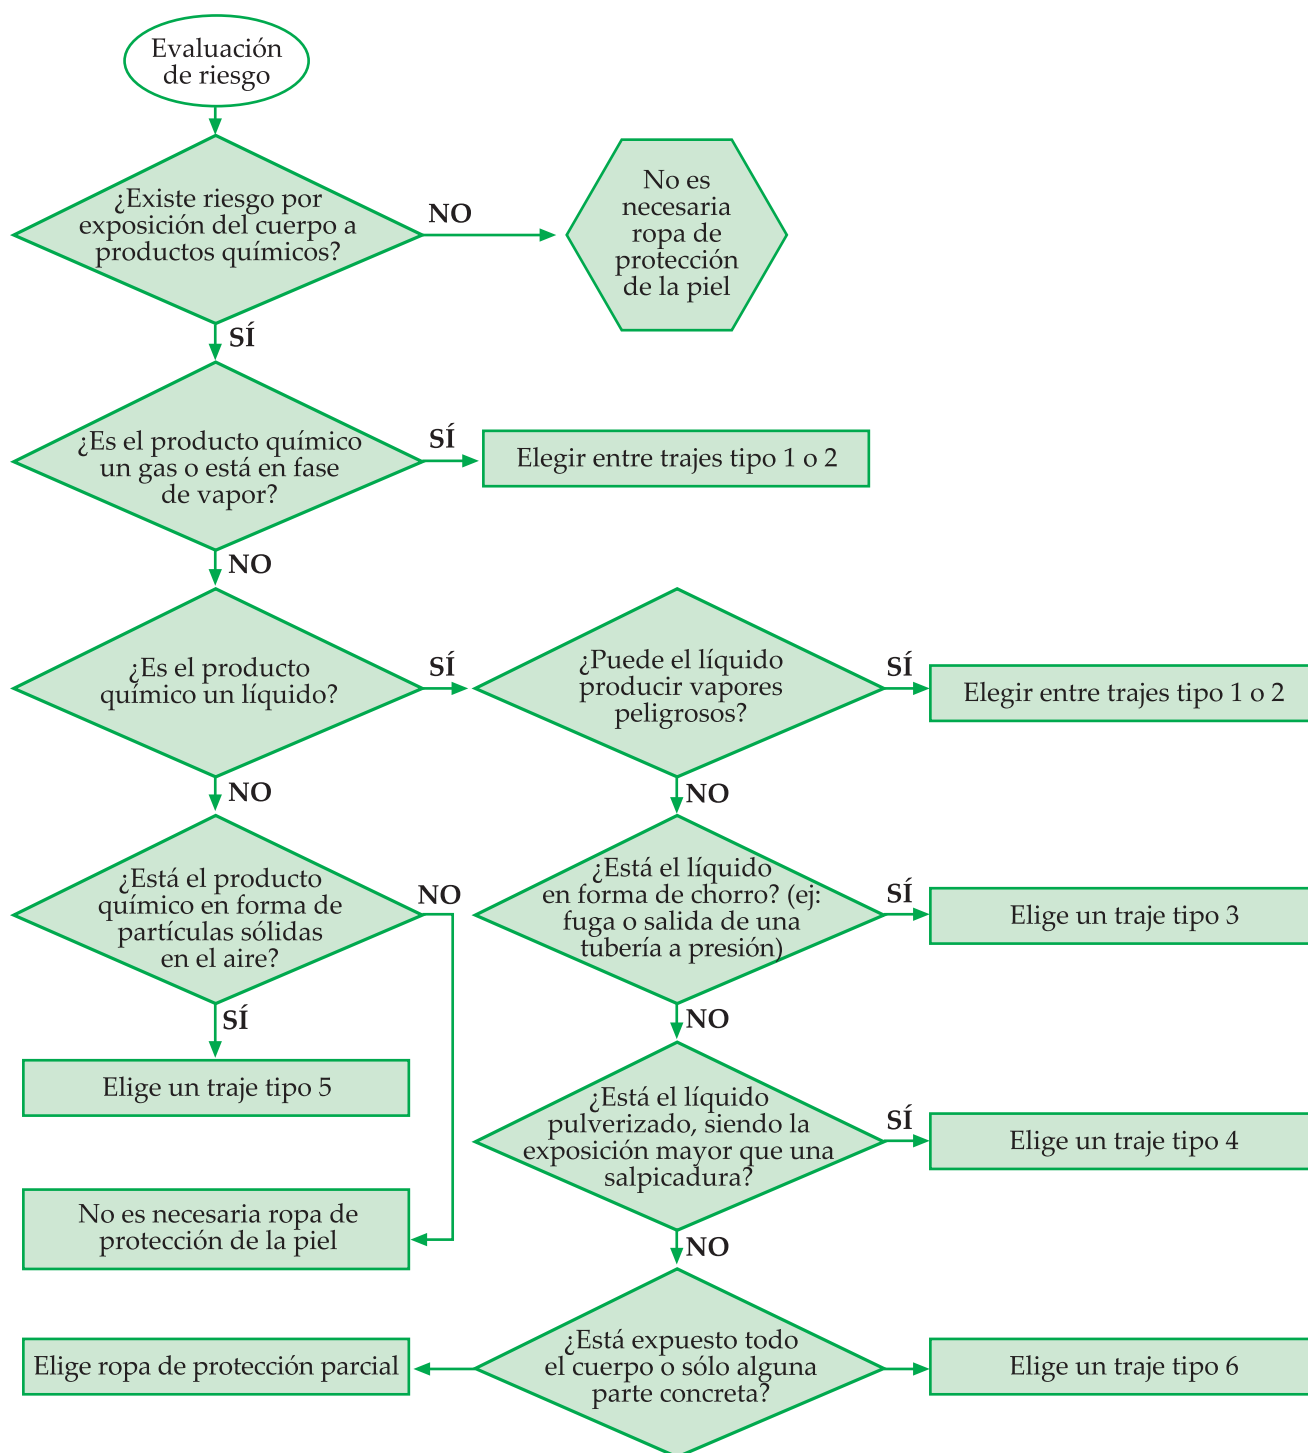 Evaluación
de riesgo
¿Existe riesgo por
exposición del cuerpo a
productos químicos?
NO
No es
necesaria
ropa de
protección
de la piel
SÍ
¿Es el producto químico
un gas o está en fase
de vapor?
SÍ
Elegir entre trajes tipo 1 o 2
NO
¿Es el producto
químico un líquido?
SÍ
¿Puede el líquido
producir vapores
peligrosos?
SÍ
Elegir entre trajes tipo 1 o 2
NO
NO
¿Está el producto
químico en forma de
partículas sólidas
en el aire?
NO
¿Está el líquido
en forma de chorro? (ej:
fuga o salida de una
tubería a presión)
SÍ
Elige un traje tipo 3
SÍ
NO
Elige un traje tipo 5
¿Está el líquido
pulverizado, siendo la
exposición mayor que una
salpicadura?
SÍ
Elige un traje tipo 4
No es necesaria ropa de
protección de la piel
NO
Elige ropa de protección parcial
¿Está expuesto todo
el cuerpo o sólo alguna
parte concreta?
Elige un traje tipo 6